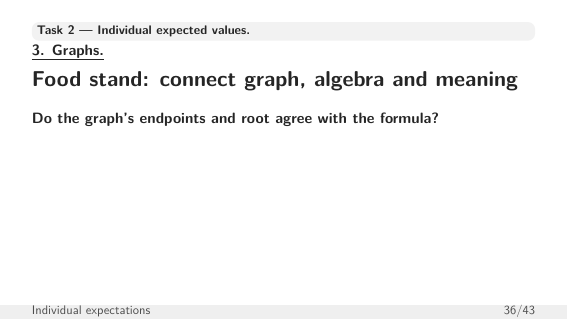 Task 2 — Individual expected values.
3. Graphs.
Food stand: connect graph, algebra and meaning
Do the graph's endpoints and root agree with the formula?
Individual expectations
36/43